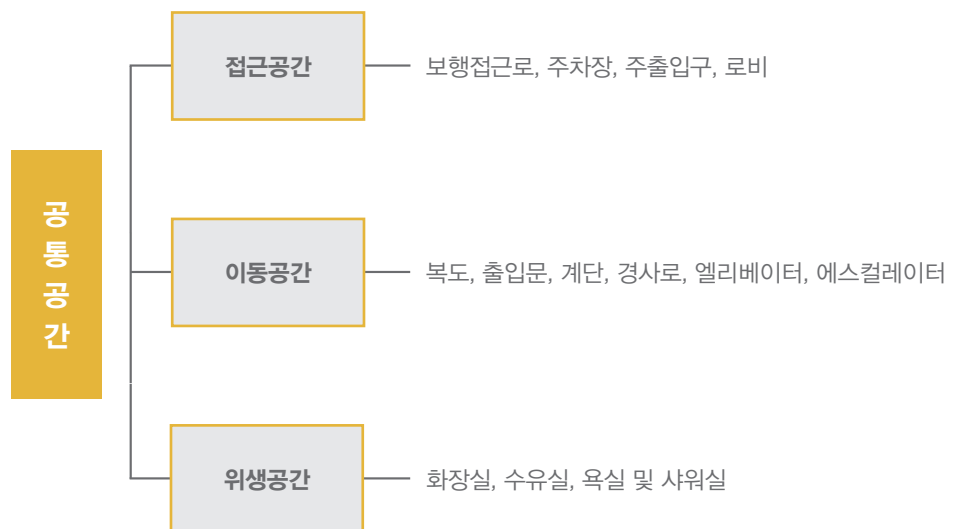 공통공간
접근공간
보행접근로, 주차장, 주출입구, 로비
이동공간
복도, 출입문, 계단, 경사로, 엘리베이터, 에스컬레이터
위생공간
화장실, 수유실, 욕실 및 샤워실